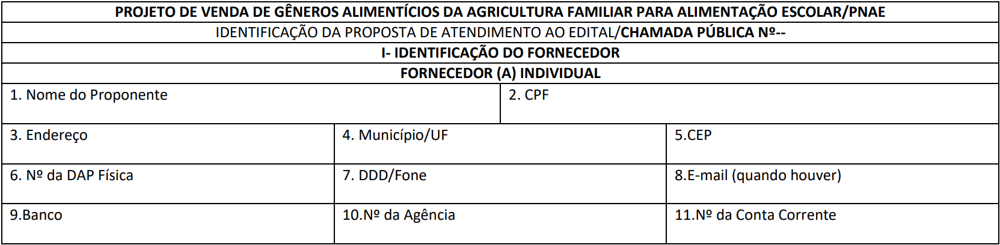 PROJETO DE VENDA DE GÊNEROS ALIMENTÍCIOS DA AGRICULTURA FAMILIAR PARA ALIMENTAÇÃO ESCOLAR/PNAE
IDENTIFICAÇÃO DA PROPOSTA DE ATENDIMENTO AO EDITAL/CHAMADA PÚBLICA Nº--
I- IDENTIFICAÇÃO DO FORNECEDOR
FORNECEDOR (A) INDIVIDUAL
1. Nome do Proponente
2. CPF
3. Endereço
4. Município/UF
5.CEP
6. Nº da DAP Física
7. DDD/Fone
8.E-mail (quando houver)
9.Banco
10.Nº da Agência
11.Nº da Conta Corrente